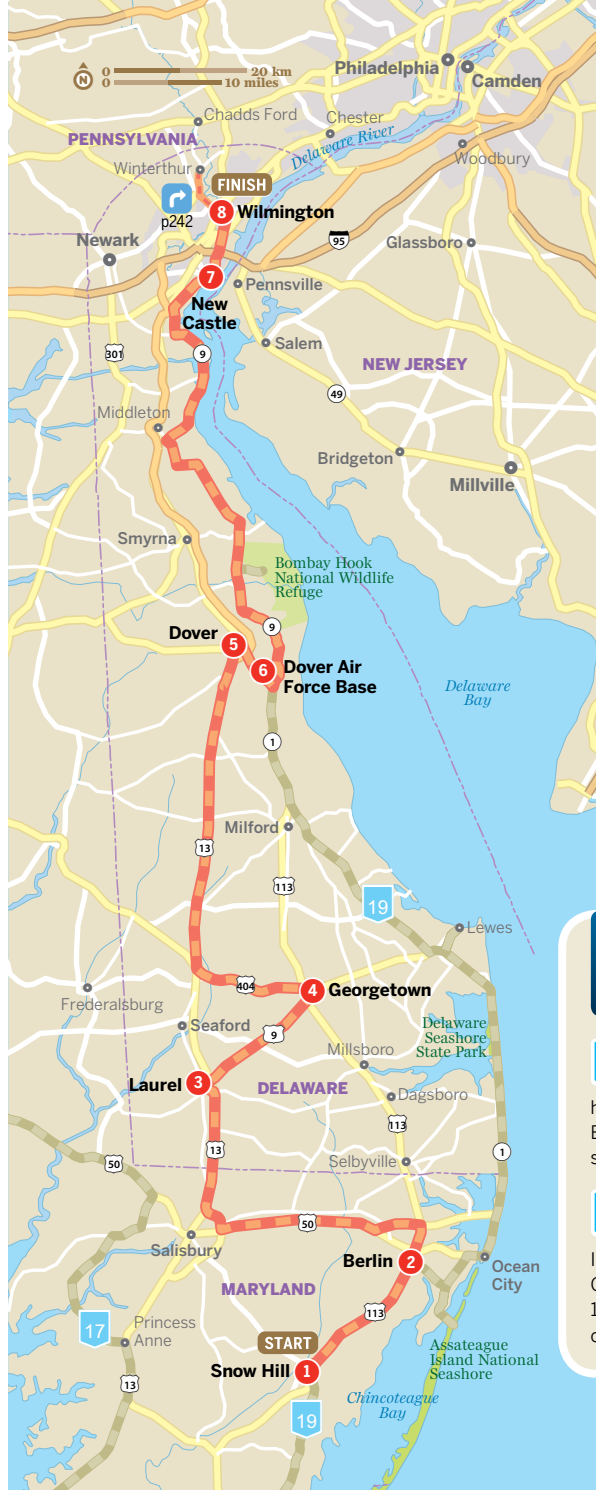 Philadelphia
Camden
0 20 km
N
0 10 miles
Chadds Ford
Chester
PENNSYLVANIA
Delaware River
Woodbury
Winterthur
FINISH
8 Wilmington
p242
Newark
95
Glassboro
7
New
Castle
Pennsville
301
9
Salem
NEW JERSEY
49
Middleton
Bridgeton
Millville
Smyrna
Bombay Hook
National Wildlife
Refuge
9
Dover
5
6
Dover Air
Force Base
Delaware
Bay
1
Milford
13
113
19
Lewes
404
4 Georgetown
Frederalsburg
Seaford
9
Delaware
Seashore
State Park
Millsboro
Laurel 3
DELAWARE
Dagsboro
113
13
1
50
Selbyville
50
Salisbury
Berlin 2
Ocean
City
MARYLAND
113
17
Princess
Anne
START
Snow Hill 1
13
Assateague
Island National
Seashore
Chincoteague
Bay
19